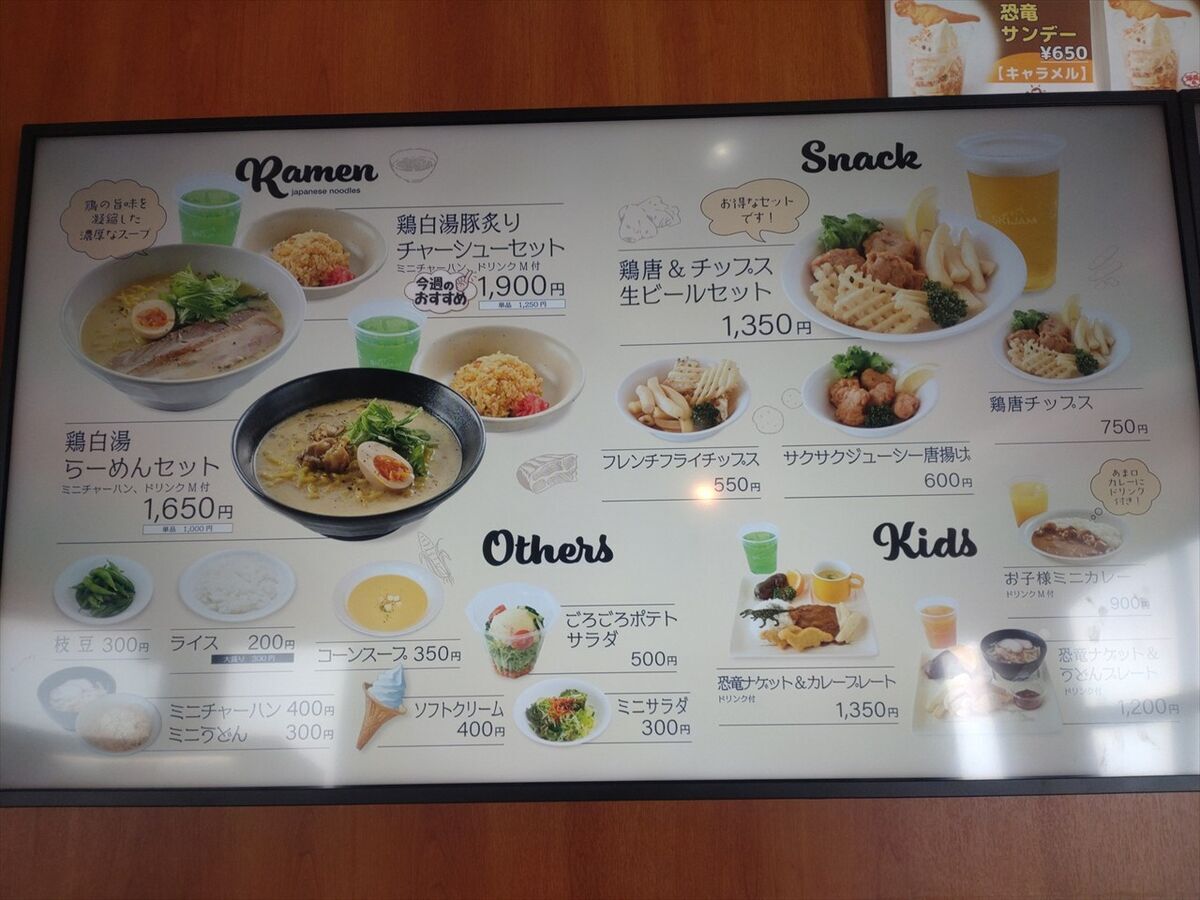 恐竜
サンデー
¥650
【キャラメル】
Ramen
japanese noodles
鶏の旨味を
凝縮した
濃厚なスープ
鶏白湯豚炙り
チャーシューセット
ミニチャーハン、ドリンクM付
今週の
おすすめ
1,900円
単品 1,250円
鶏白湯
らーめんセット
ミニチャーハン、ドリンクM付
1,650円
単品 1,000円
Snack
お得なセット
です!
鶏唐&チップス
生ビールセット
1,350円
鶏唐チップス
750円
フレンチフライチップス
550円
サクサクジューシー唐揚げ
600円
Others
枝豆 300円
ライス 200円
大盛り 300円
コーンスープ 350円
ごろごろポテト
サラダ
500円
ミニチャーハン 400円
ミニうどん 300円
ソフトクリーム
400円
ミニサラダ
300円
Kids
あま口
カレーに
ドリンク
付き!
お子様ミニカレー
ドリンクM付
900円
恐竜ナゲット&カレープレート
ドリンク付
1,350円
恐竜ナゲット&
うどんプレート
ドリンク付
1,200円